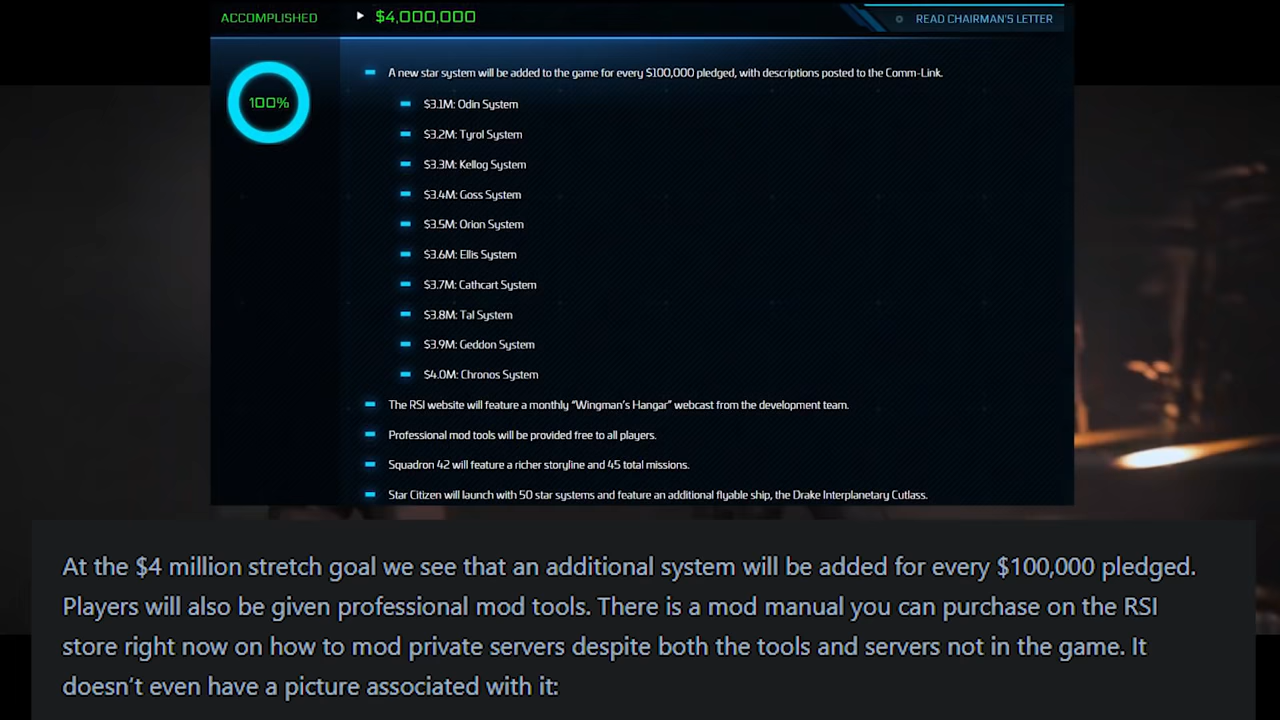 ACCOMPLISHED
$4,000,000
READ CHAIRMAN'S LETTER
100%
A new star system will be added to the game for every $100,000 pledged, with descriptions posted to the Comm-Link.
$3.1M: Odin System
$3.2M: Tyrol System
$3.3M: Kellog System
$3.4M: Goss System
$3.5M: Orion System
$3.6M: Ellis System
$3.7M: Cathcart System
$3.8M: Tal System
$3.9M: Geddon System
$4.0M: Chronos System
The RSI website will feature a monthly “Wingman’s Hangar” webcast from the development team.
Professional mod tools will be provided free to all players.
Squadron 42 will feature a richer storyline and 45 total missions.
Star Citizen will launch with 50 star systems and feature an additional flyable ship, the Drake Interplanetary Cutlass.
At the $4 million stretch goal we see that an additional system will be added for every $100,000 pledged.
Players will also be given professional mod tools. There is a mod manual you can purchase on the RSI
store right now on how to mod private servers despite both the tools and servers not in the game. It
doesn’t even have a picture associated with it: